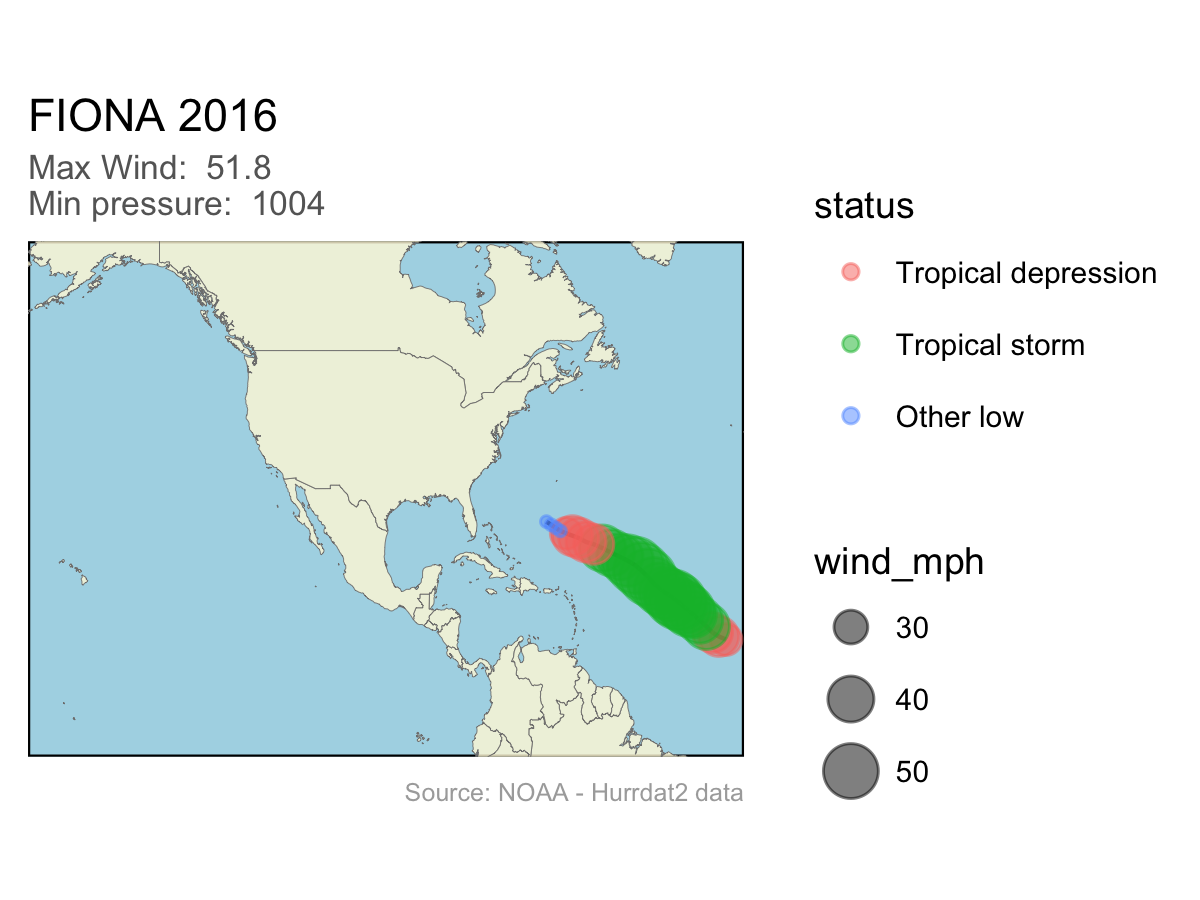 FIONA 2016
Max Wind:  51.8
Min pressure:  1004
status
Tropical depression
Tropical storm
Other low
wind_mph
30
40
50
Source: NOAA - Hurrdat2 data